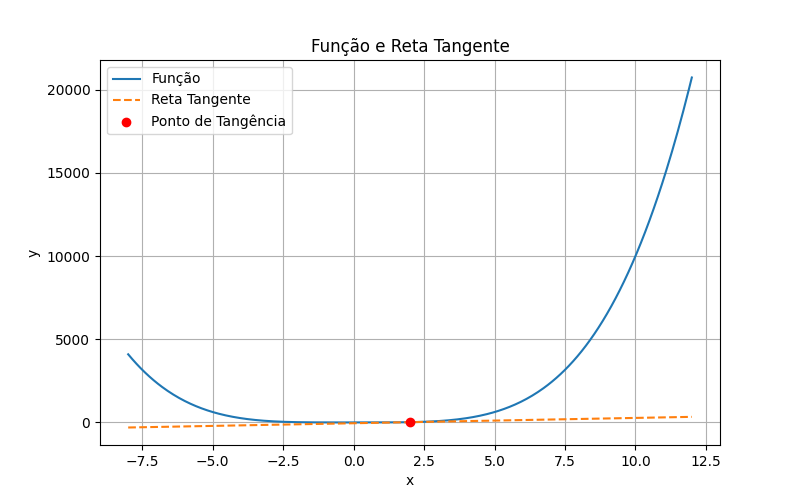 Função e Reta Tangente
Função
Reta Tangente
Ponto de Tangência
20000
15000
10000
5000
0
y
−7.5 −5.0 −2.5 0.0 2.5 5.0 7.5 10.0 12.5
x